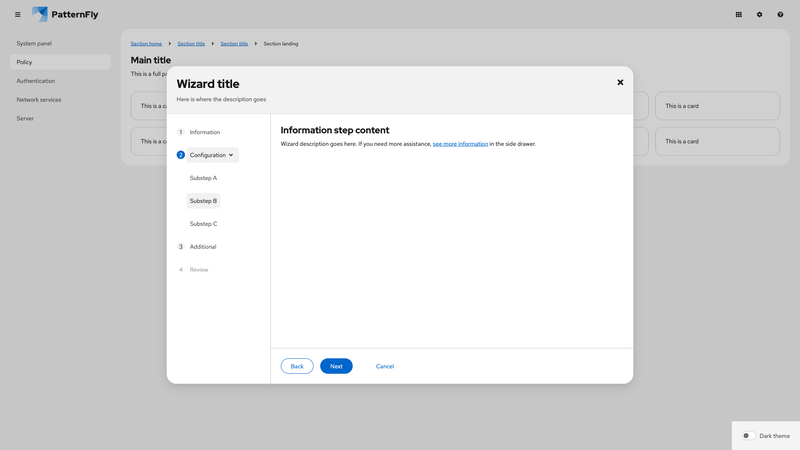 PatternFly
System panel
Policy
Authentication
Network services
Server
Section home
Section title
Section title
Section landing
Main title
This is a full pa
This is a ca
This is a card
This is a ca
This is a card
Wizard title
Here is where the description goes
1 Information
2 Configuration
Substep A
Substep B
Substep C
3 Additional
4 Review
Information step content
Wizard description goes here. If you need more assistance, see more information in the side drawer.
Back
Next
Cancel
Dark theme